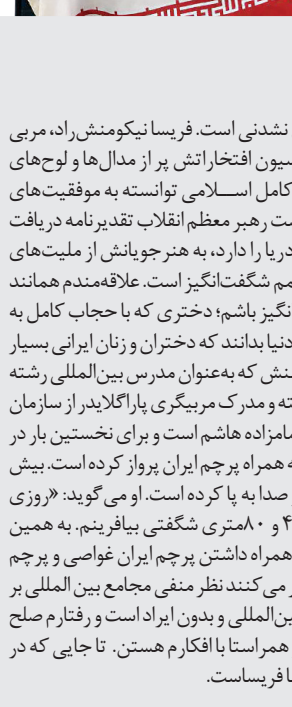 نشدنی است. فریسا نیکومنش‌راد، مربی
سیون افتخاراتش پر از مدال‌ها و لوح‌های
کامل اسـلامی توانسته به موفقیت‌های
ست رهبر معظم انقلاب تقدیرنامه دریافت
دریا را دارد، به هنرجویانش از ملیت‌های
هم شگفت‌انگیز است. علاقه‌مندم همانند
نگیز باشم؛ دختری که با حجاب کامل به
دنیا بدانند که دختران و زنان ایرانی بسیار
منش که به‌عنوان مدرس بین‌المللی رشته
ته و مدرک مربیگری پاراگلایدر از سازمان
مامزاده هاشم است و برای نخستین بار در
ه همراه پرچم ایران پرواز کرده است. بیش
صدا به پا کرده است. او می‌گوید: «روزی
۴ و ۸۰متری شگفتی بیافرینم. به همین
همراه داشتن پرچم ایران غواصی و پرچم
ر می‌کنند نظر منفی مجامع بین المللی بر
ین‌المللی و بدون ایراد است و رفتارم صلح
همراستا با افکارم هستن. تا جایی که در
ا فریساست.